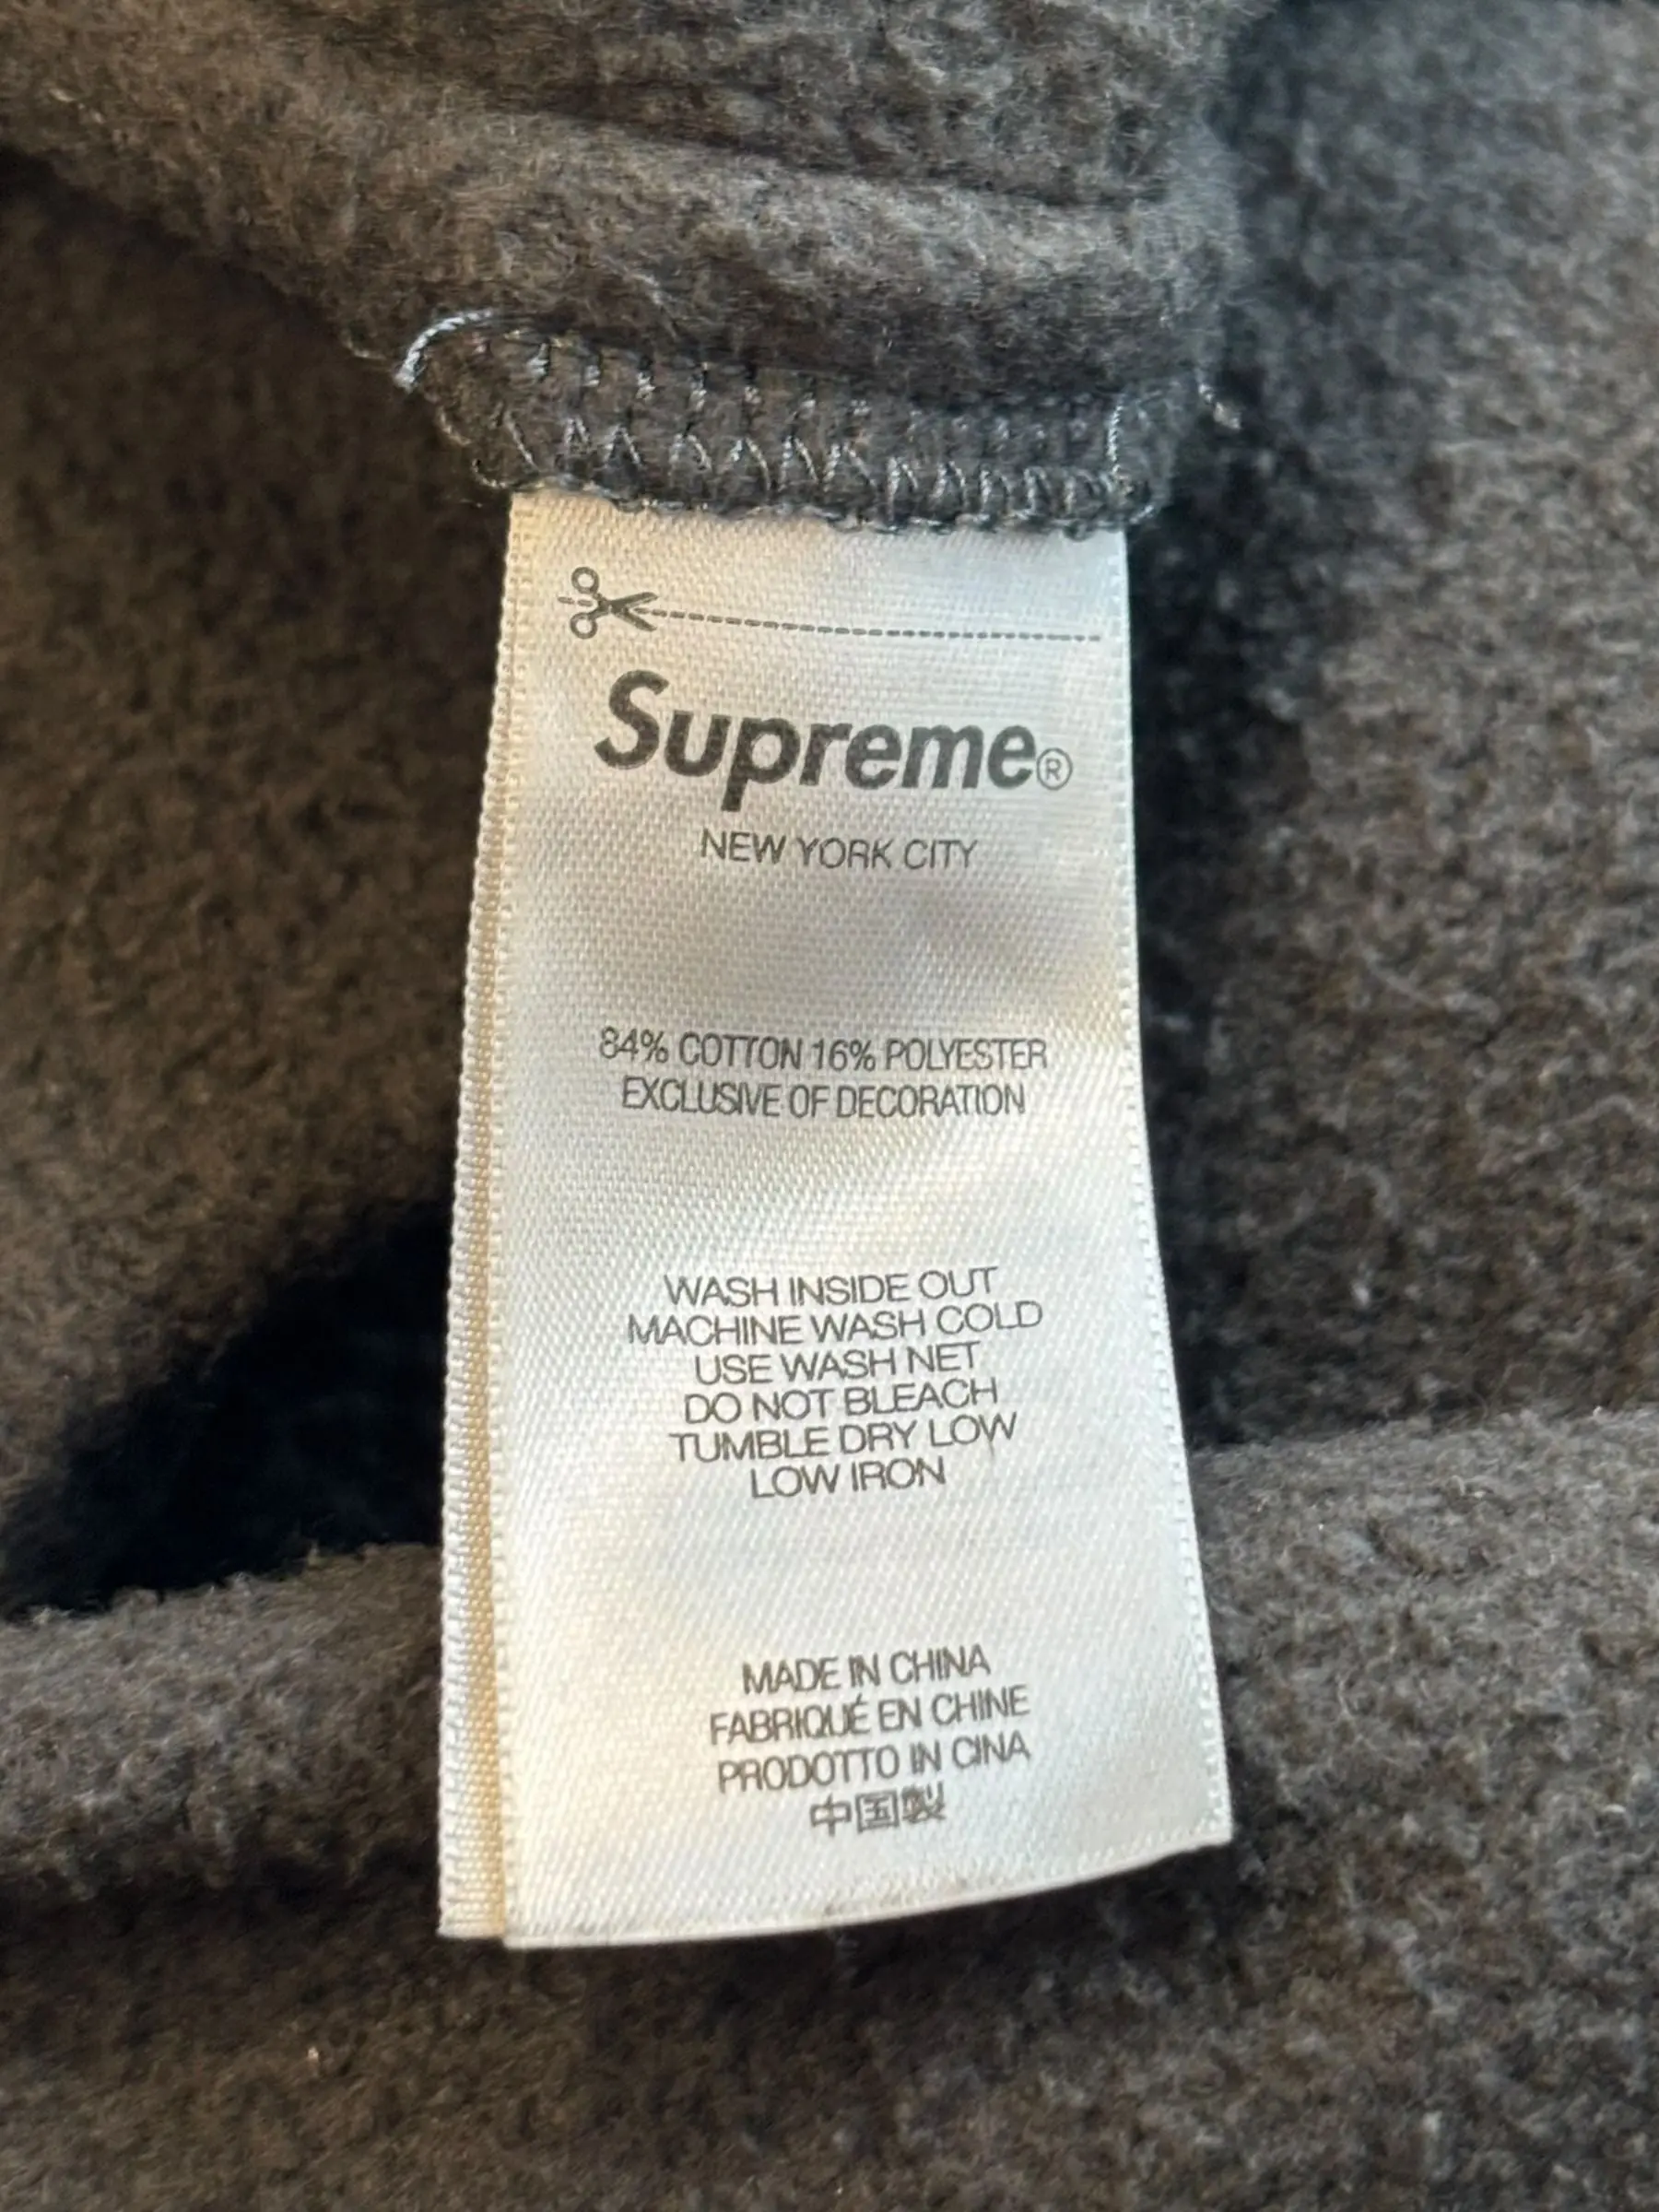 Supreme®
NEW YORK CITY
84% COTTON 16% POLYESTER
EXCLUSIVE OF DECORATION
WASH INSIDE OUT
MACHINE WASH COLD
USE WASH NET
DO NOT BLEACH
TUMBLE DRY LOW
LOW IRON
MADE IN CHINA
FABRIQUÉ EN CHINE
PRODOTTO IN CINA
中国製